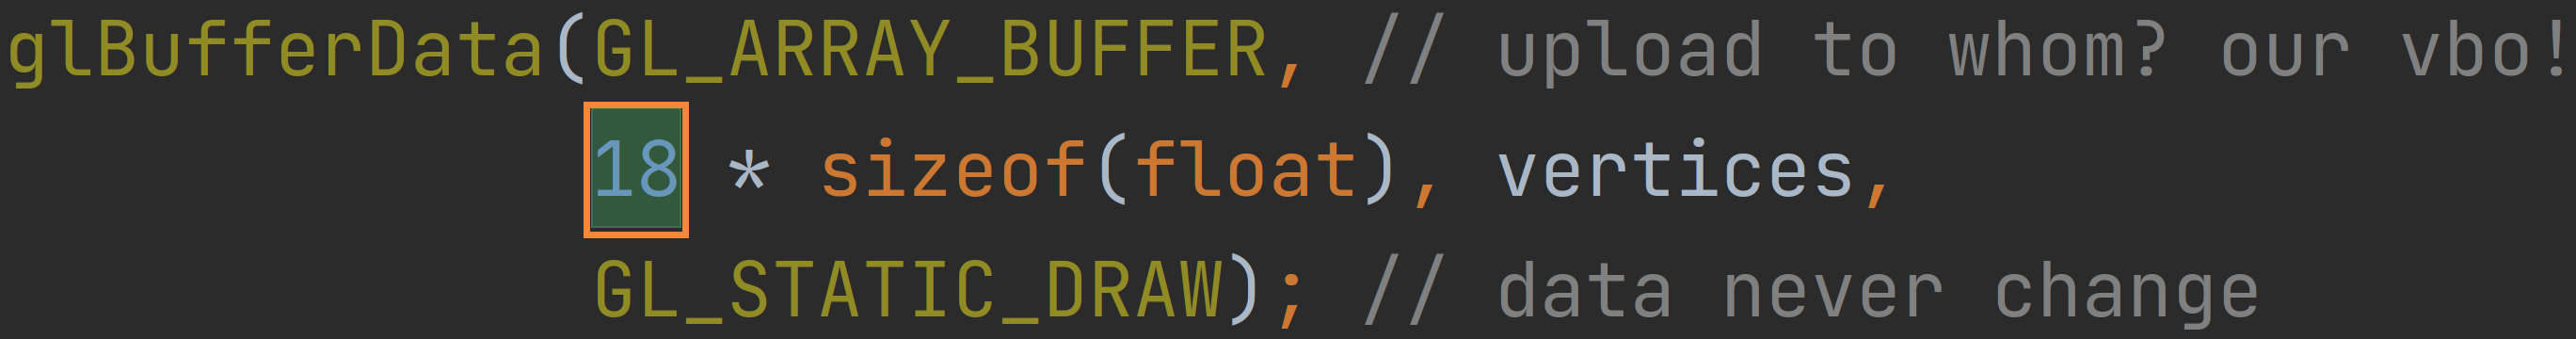 glBufferData(GL_ARRAY_BUFFER, // upload to whom? our vbo!
18 * sizeof(float), vertices,
GL_STATIC_DRAW); // data never change